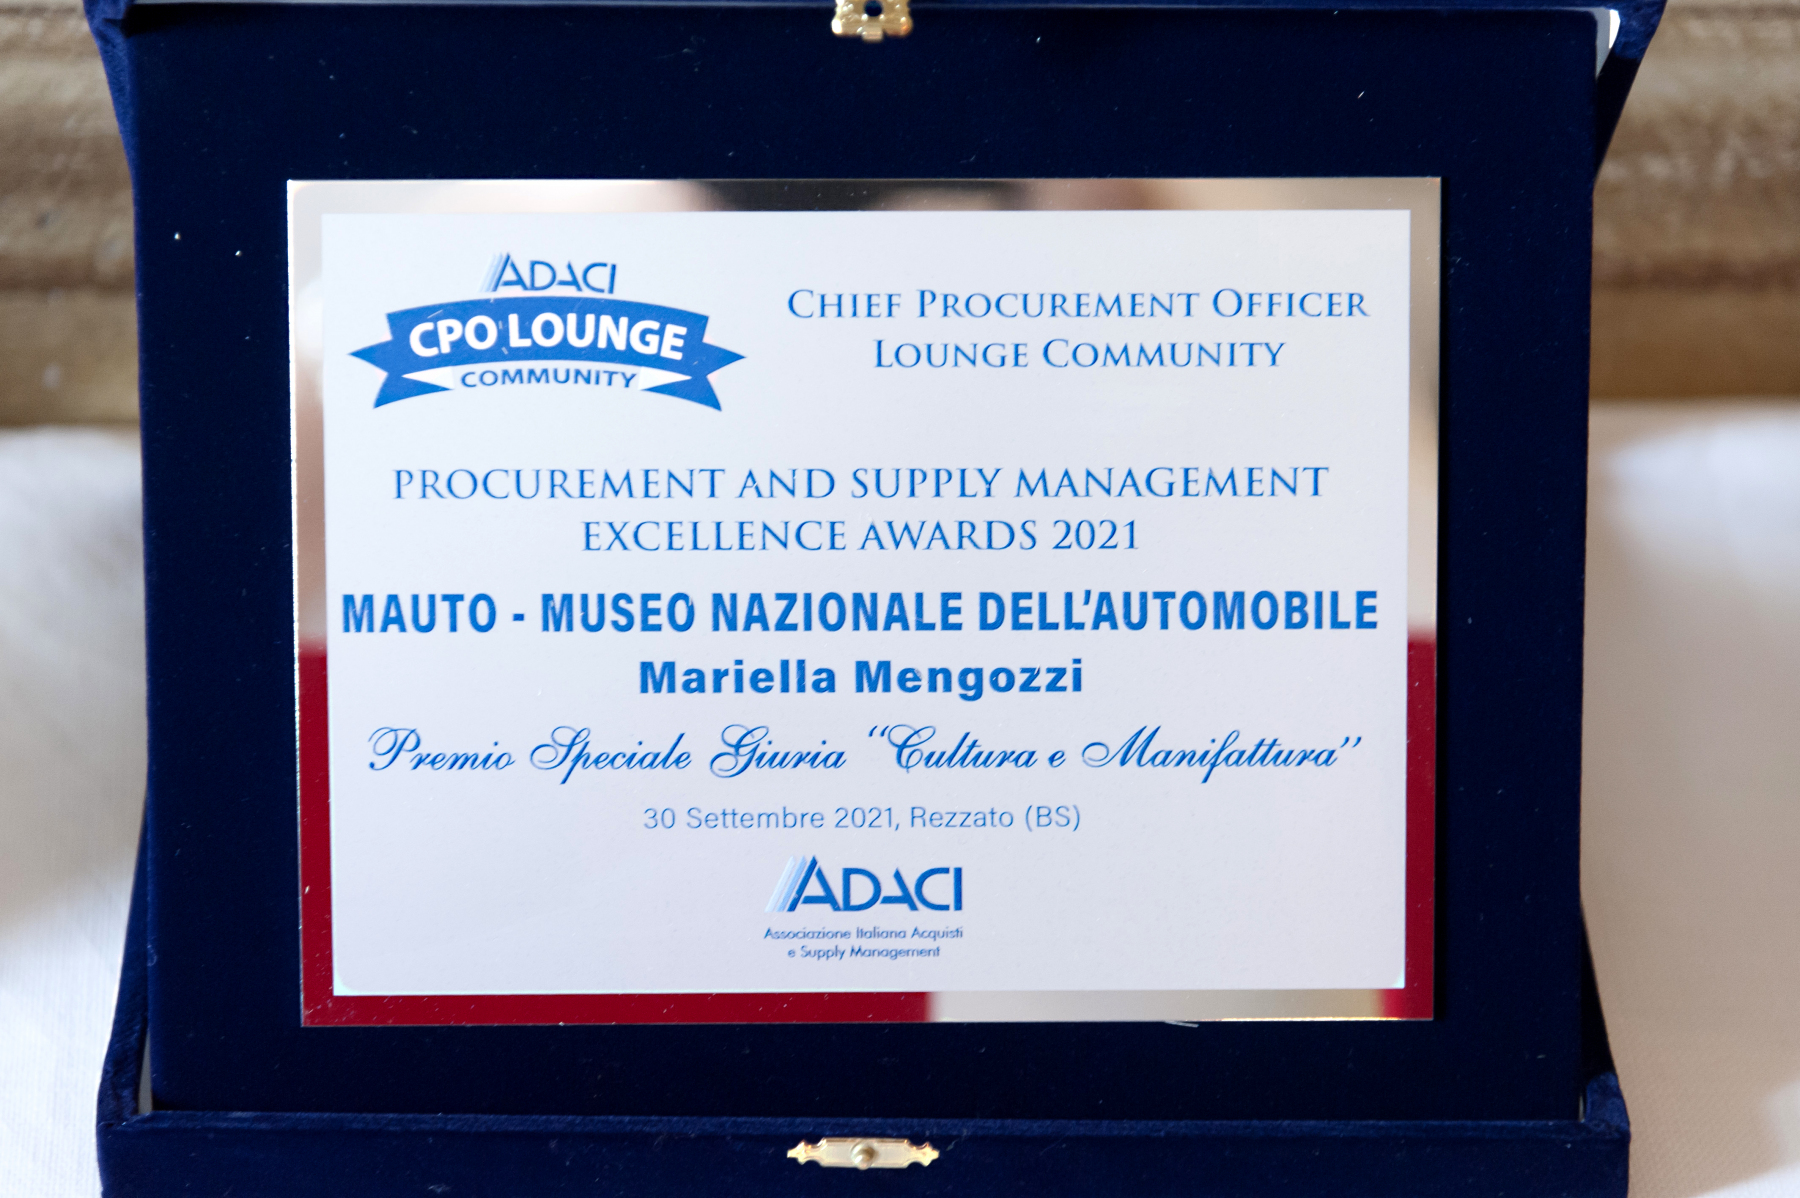 ADACI
CPO LOUNGE
COMMUNITY
CHIEF PROCUREMENT OFFICER
LOUNGE COMMUNITY
PROCUREMENT AND SUPPLY MANAGEMENT
EXCELLENCE AWARDS 2021
MAUTO - MUSEO NAZIONALE DELL'AUTOMOBILE
Mariella Mengozzi
Premio Speciale Giuria “Cultura e Manifattura”
30 Settembre 2021, Rezzato (BS)
ADACI
Associazione Italiana Acquisti
e Supply Management